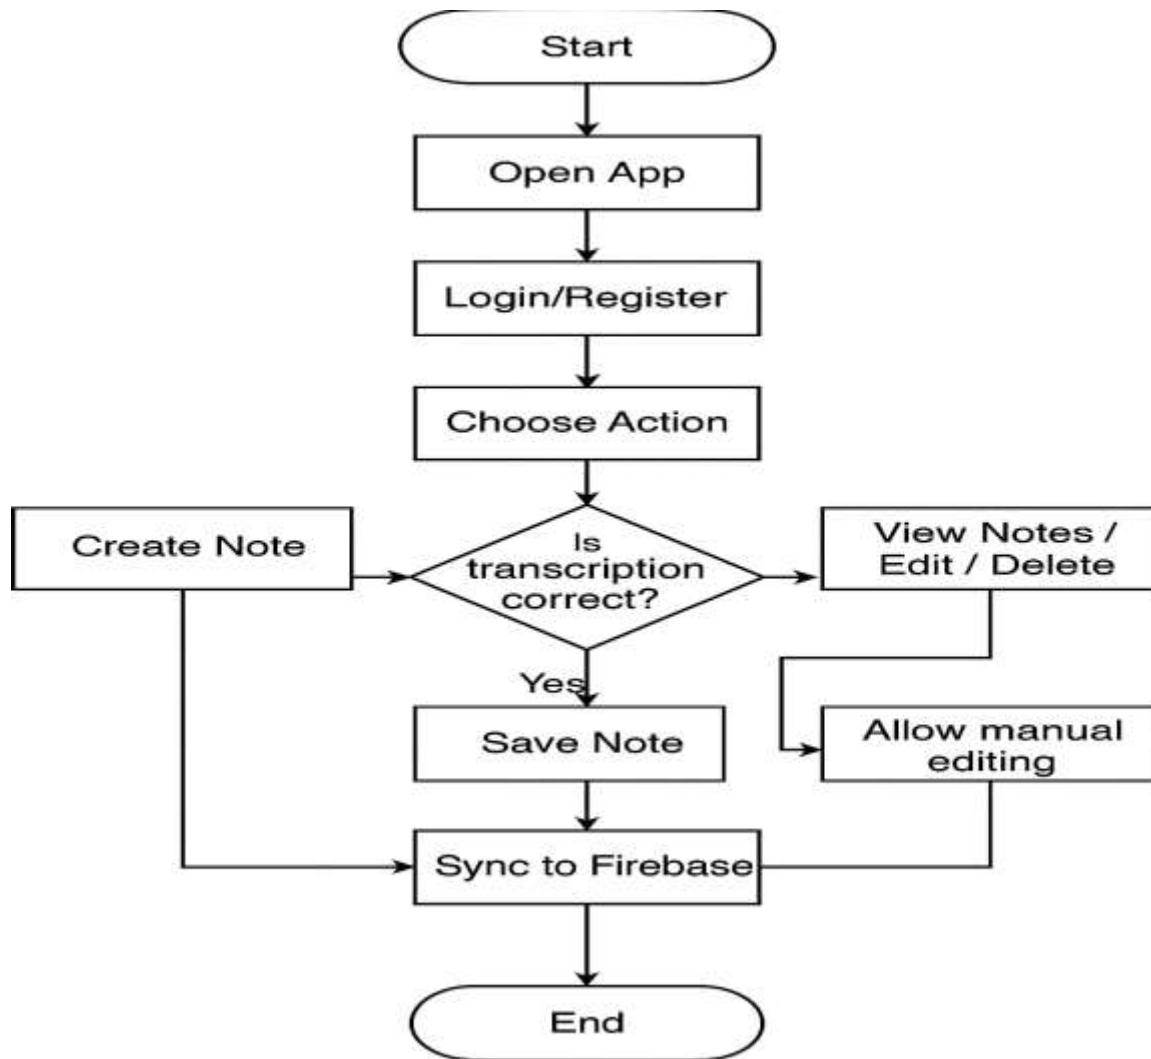 Start
Open App
Login/Register
Choose Action
Create Note
Is
transcription
correct?
View Notes /
Edit / Delete
Yes
Save Note
Allow manual
editing
Sync to Firebase
End